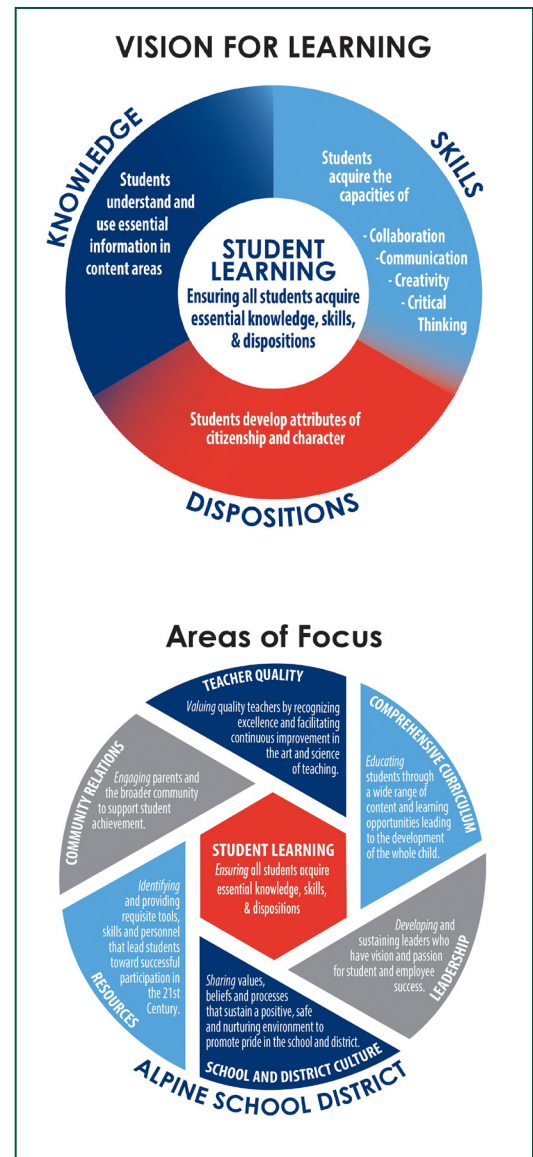 VISION FOR LEARNING
KNOWLEDGE
Students
understand and
use essential
information in
content areas
SKILLS
Students
acquire the
capacities of
- Collaboration
-Communication
- Creativity
- Critical
Thinking
STUDENT
LEARNING
Ensuring all students acquire
essential knowledge, skills,
& dispositions
Students develop attributes of
citizenship and character
DISPOSITIONS
Areas of Focus
TEACHER QUALITY
Valuing quality teachers by recognizing
excellence and facilitating
continuous improvement in
the art and science
of teaching.
COMPREHENSIVE CURRICULUM
Educating
students through
a wide range of
content and learning
opportunities leading
to the development
of the whole child.
COMMUNITY RELATIONS
Engaging parents and
the broader community
to support student
achievement.
STUDENT LEARNING
Ensuring all students acquire
essential knowledge, skills,
& dispositions
RESOURCES
Identifying
and providing
requisite tools,
skills and personnel
that lead students
toward successful
participation in
the 21st
Century.
LEADERSHIP
Developing and
sustaining leaders who
have vision and passion
for student and employee
success.
Sharing values,
beliefs and processes
that sustain a positive, safe
and nurturing environment to
promote pride in the school and district.
SCHOOL AND DISTRICT CULTURE
ALPINE SCHOOL DISTRICT